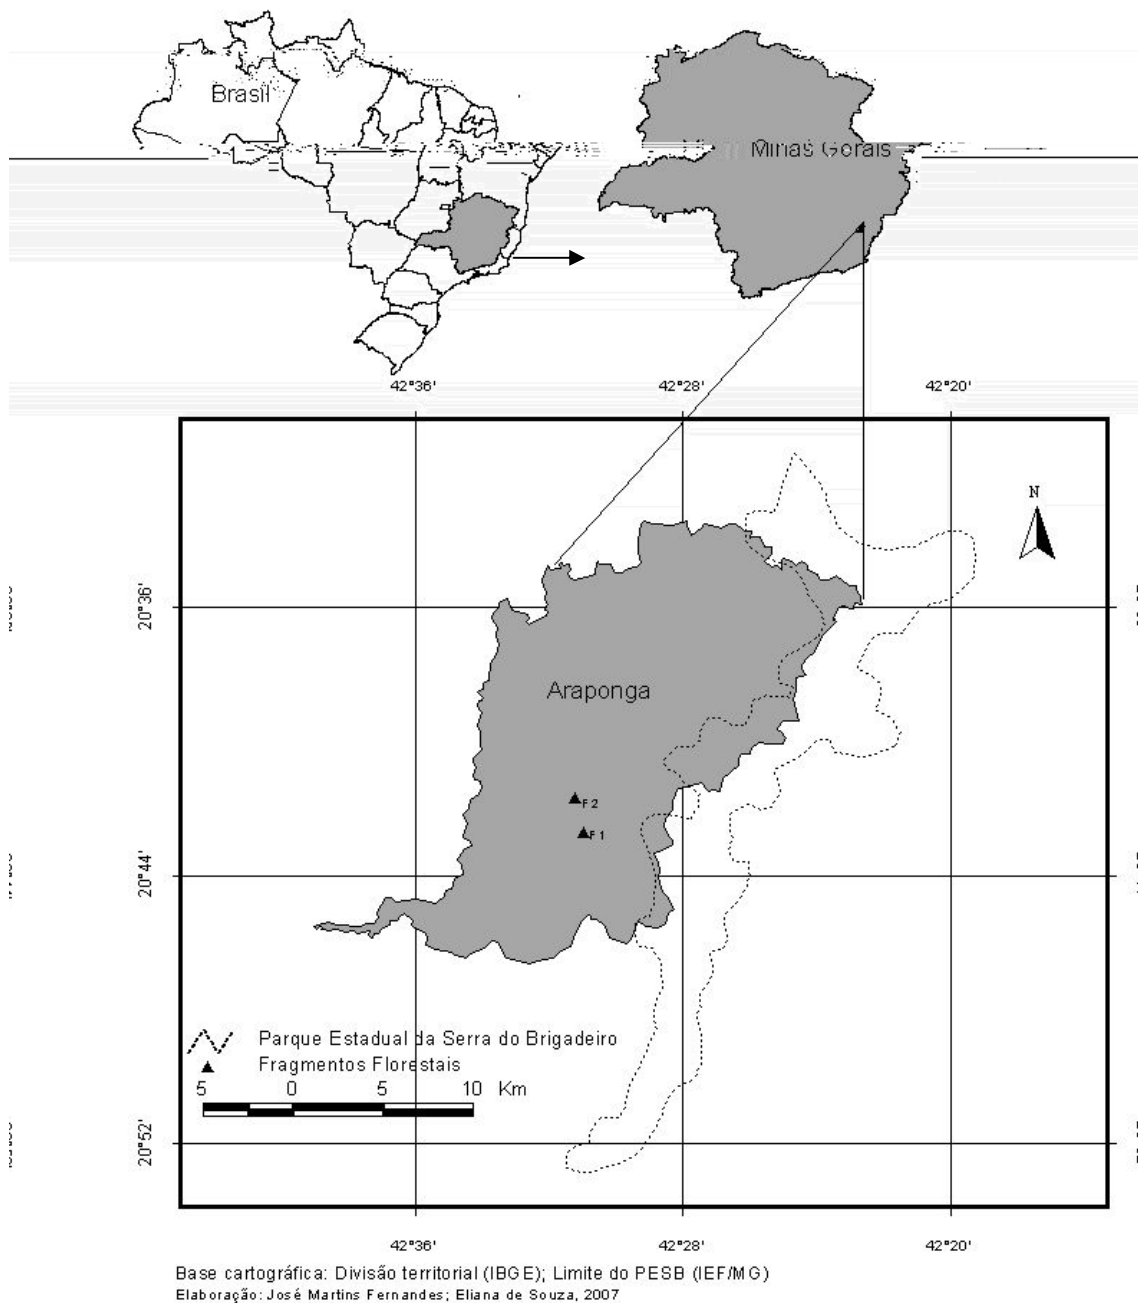 Brasil
Minas Gerais
42°36' 42°28' 42°20'
N
20°36'
Araponga
F 2
F 1
20°44'
Parque Estadual da Serra do Brigadeiro
Fragmentos Florestais
5 0 5 10 Km
20°52'
42°36' 42°28' 42°20'
Base cartográfica: Divisão territorial (IBGE); Limite do PESB (IEF/MG)
Elaboração: José Martins Fernandes; Eliana de Souza, 2007